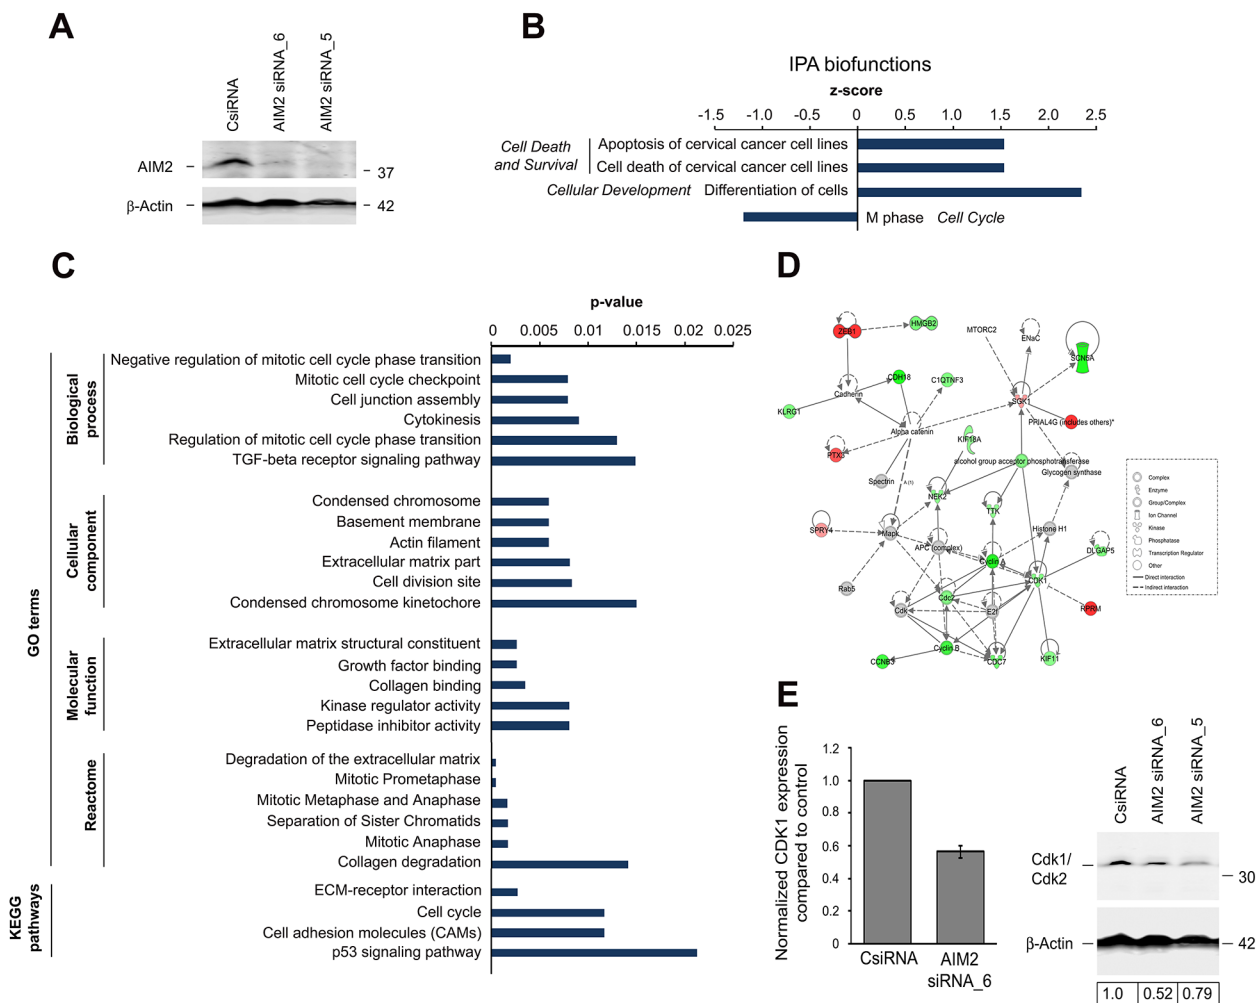 A
CsiRNA
AIM2 siRNA_6
AIM2 siRNA_5
AIM2
37
β-Actin
42
B
IPA biofunctions
z-score
-1.5 -1.0 -0.5 0 0.5 1.0 1.5 2.0 2.5
Cell Death and Survival
Apoptosis of cervical cancer cell lines
Cell death of cervical cancer cell lines
Cellular Development Differentiation of cells
M phase Cell Cycle
C
p-value
0 0.005 0.01 0.015 0.02 0.025
GO terms
Biological process
Negative regulation of mitotic cell cycle phase transition
Mitotic cell cycle checkpoint
Cell junction assembly
Cytokinesis
Regulation of mitotic cell cycle phase transition
TGF-beta receptor signaling pathway
Cellular component
Condensed chromosome
Basement membrane
Actin filament
Extracellular matrix part
Cell division site
Condensed chromosome kinetochore
Molecular function
Extracellular matrix structural constituent
Growth factor binding
Collagen binding
Kinase regulator activity
Peptidase inhibitor activity
Reactome
Degradation of the extracellular matrix
Mitotic Prometaphase
Mitotic Metaphase and Anaphase
Separation of Sister Chromatids
Mitotic Anaphase
Collagen degradation
KEGG pathways
ECM-receptor interaction
Cell cycle
Cell adhesion molecules (CAMs)
p53 signaling pathway
D
ZEB1
HMGB2
MTORC2
ENaC
SCN5A
CDH18
C1QTNF3
Cadherin
SGK1
KLRG1
PRIAL4G (includes others)*
Alpha catenin
KIF18A
PTX3
alcohol group acceptor phosphotransferase
Glycogen synthase
Spectrin
NEK2
TTK
SPRY4
Mapk
Histone H1
APC (complex)
DLGAP5
Cyclin A
CDK1
Rab5
Cdc2
Cdk
E2f
RPRM
Cyclin B
CCNB3
CDC7
KIF11
Complex
Enzyme
Group/Complex
Ion Channel
Kinase
Phosphatase
Transcription Regulator
Other
Direct interaction
Indirect interaction
E
Normalized CDK1 expression
compared to control
1.2
1
0.8
0.6
0.4
0.2
0
CsiRNA
AIM2
siRNA_6
CsiRNA
AIM2 siRNA_6
AIM2 siRNA_5
Cdk1/
Cdk2
30
β-Actin
42
1.0 0.52 0.79